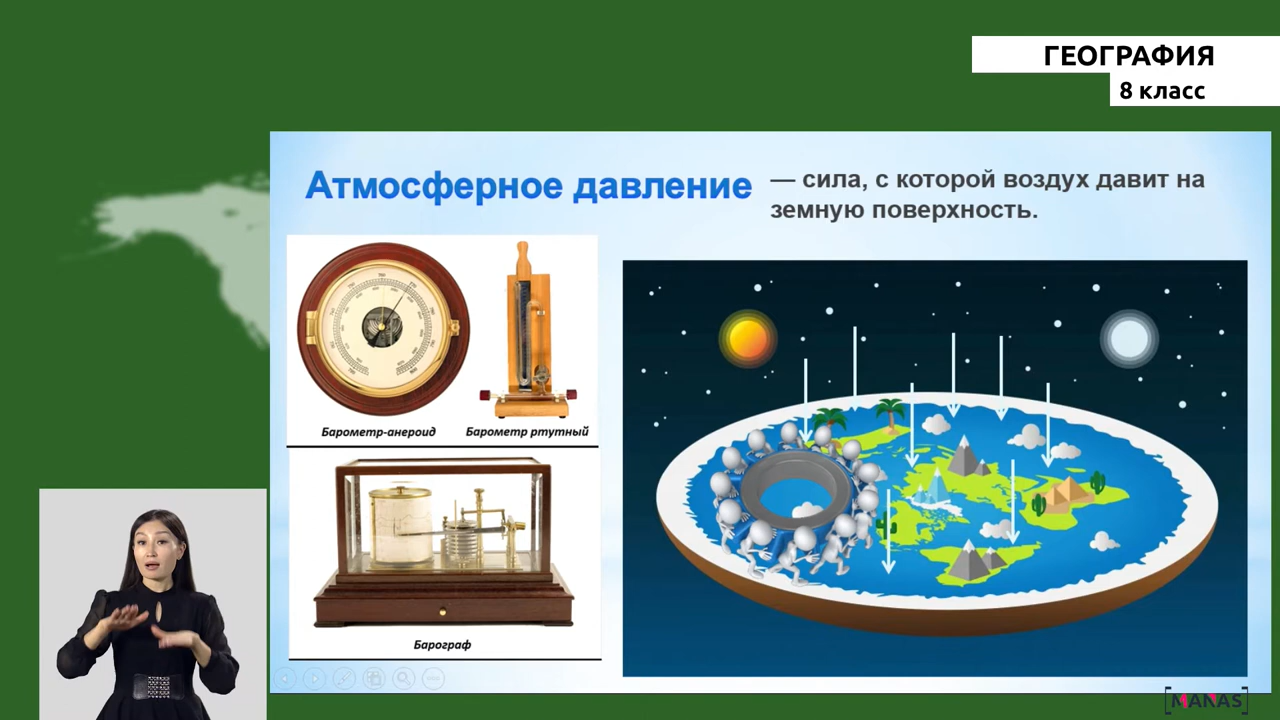 ГЕОГРАФИЯ
8 класс
Атмосферное давление
— сила, с которой воздух давит на
земную поверхность.
Барометр-анероид
Барометр ртутный
Барограф
MANAS